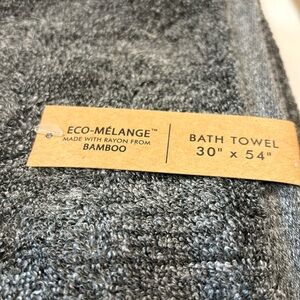 ECO-MÉLANGE™
MADE WITH RAYON FROM
BAMBOO
BATH TOWEL
30" x 54"